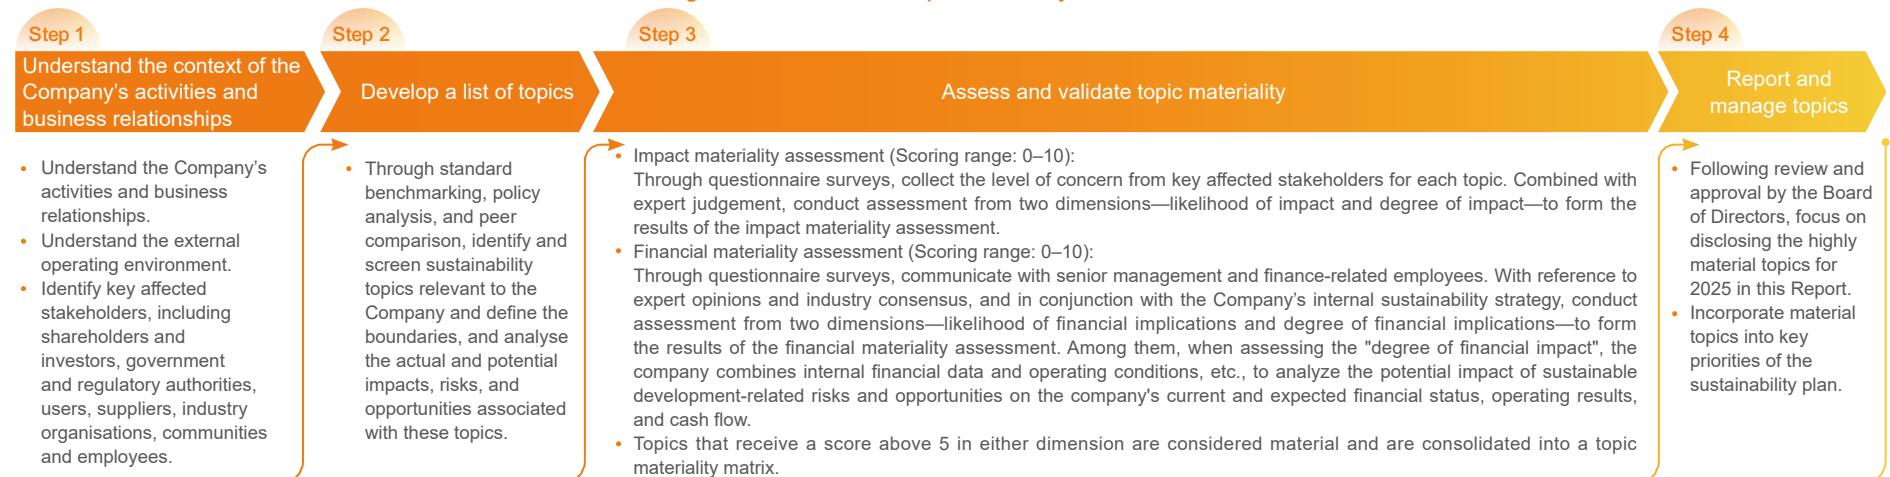 Step 1
Understand the context of the
Company's activities and
business relationships
• Understand the Company's
activities and business
relationships.
• Understand the external
operating environment.
• Identify key affected
stakeholders, including
shareholders and
investors, government
and regulatory authorities,
users, suppliers, industry
organisations, communities
and employees.
Step 2
Develop a list of topics
• Through standard
benchmarking, policy
analysis, and peer
comparison, identify and
screen sustainability
topics relevant to the
Company and define the
boundaries, and analyse
the actual and potential
impacts, risks, and
opportunities associated
with these topics.
Step 3
Assess and validate topic materiality
• Impact materiality assessment (Scoring range: 0–10):
Through questionnaire surveys, collect the level of concern from key affected stakeholders for each topic. Combined with
expert judgement, conduct assessment from two dimensions—likelihood of impact and degree of impact—to form the
results of the impact materiality assessment.
• Financial materiality assessment (Scoring range: 0–10):
Through questionnaire surveys, communicate with senior management and finance-related employees. With reference to
expert opinions and industry consensus, and in conjunction with the Company's internal sustainability strategy, conduct
assessment from two dimensions—likelihood of financial implications and degree of financial implications—to form
the results of the financial materiality assessment. Among them, when assessing the "degree of financial impact", the
company combines internal financial data and operating conditions, etc., to analyze the potential impact of sustainable
development-related risks and opportunities on the company's current and expected financial status, operating results,
and cash flow.
• Topics that receive a score above 5 in either dimension are considered material and are consolidated into a topic
materiality matrix.
Step 4
Report and
manage topics
• Following review and
approval by the Board
of Directors, focus on
disclosing the highly
material topics for
2025 in this Report.
• Incorporate material
topics into key
priorities of the
sustainability plan.